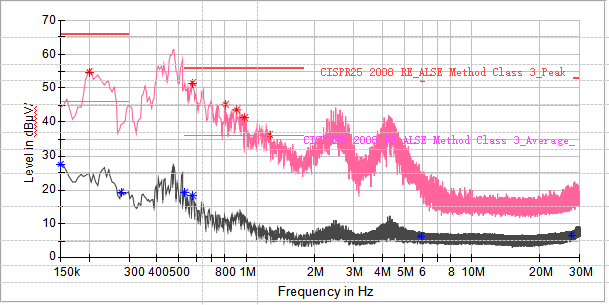 70
60
50
40
30
20
10
0
Level in dBµV/
CISPR25 2008 RE_ALSE Method Class 3_Peak
2008 RE_ALSE Method Class 3_Average
150k 300 400 500 800 1M 2M 3M 4M 5M 6 8 10M 20M 30M
Frequency in Hz